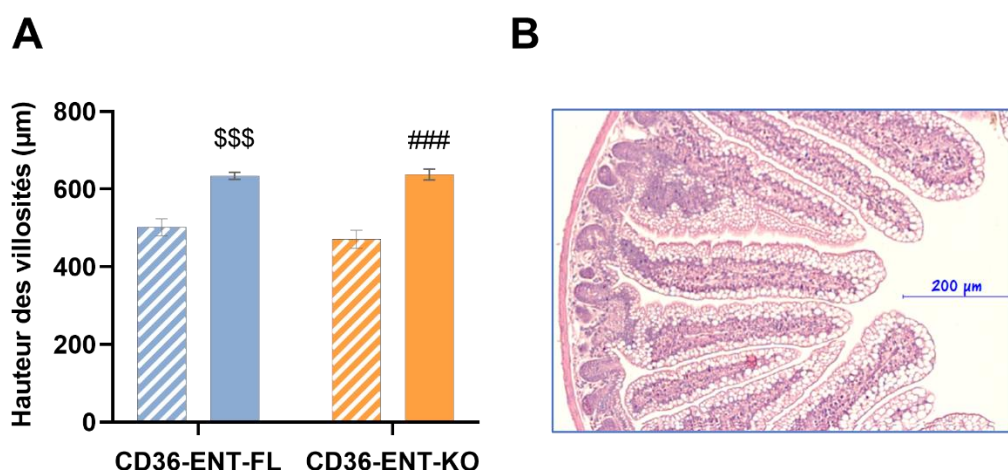 A
B
Hauteur des villosités (µm)
800
600
400
200
0
$$$
###
CD36-ENT-FL
CD36-ENT-KO
200 µm